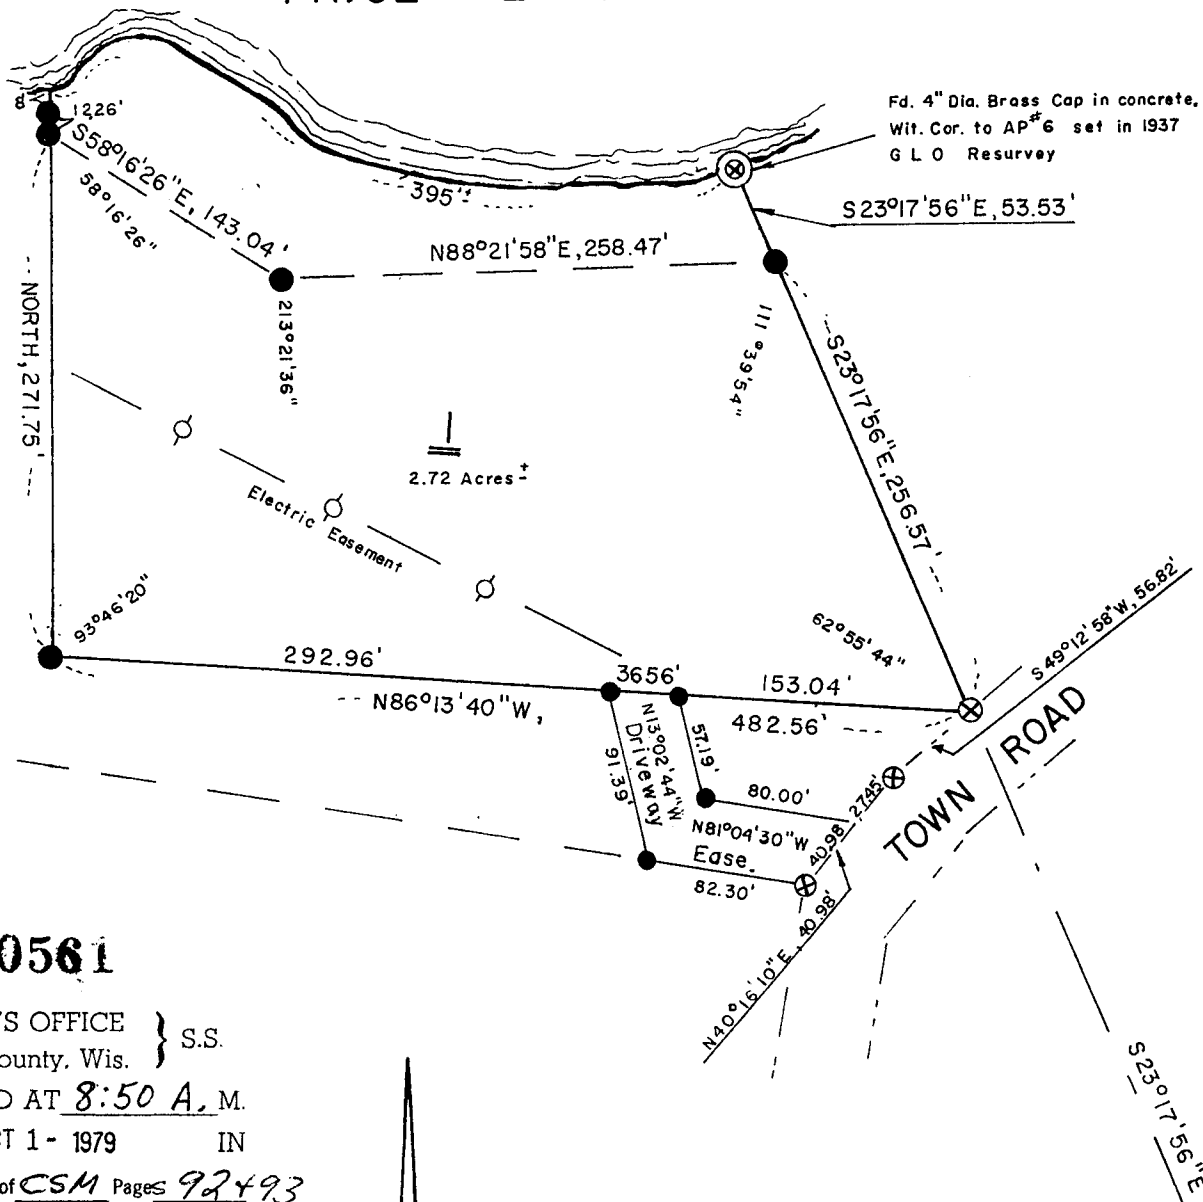 Fd. 4" Dia. Brass Cap in concrete,
Wit. Cor. to AP#6 set in 1937
G L O Resurvey
8'
12.26'
S58°16'26"E, 143.04'
58°16'26"
395'±
S23°17'56"E, 53.53'
N88°21'58"E, 258.47'
213°21'36"
111°39'54"
NORTH, 271.75'
S23°17'56"E, 256.57'
1
2.72 Acres±
Electric Easement
93°46'20"
62°55'44"
S49°12'58"W, 56.82'
292.96'
3656'
153.04'
N86°13'40"W,
482.56'
N13°02'44"W
Driveway
91.39'
57.19'
80.00'
N81°04'30"W
Ease.
82.30'
40.98'
27.45'
TOWN ROAD
N40°16'10"E, 40.98'
S23°17'56"E
0561
'S OFFICE } S.S.
ounty, Wis.
D AT 8:50 A. M.
CT 1 - 1979 IN
of CSM Pages 92+93